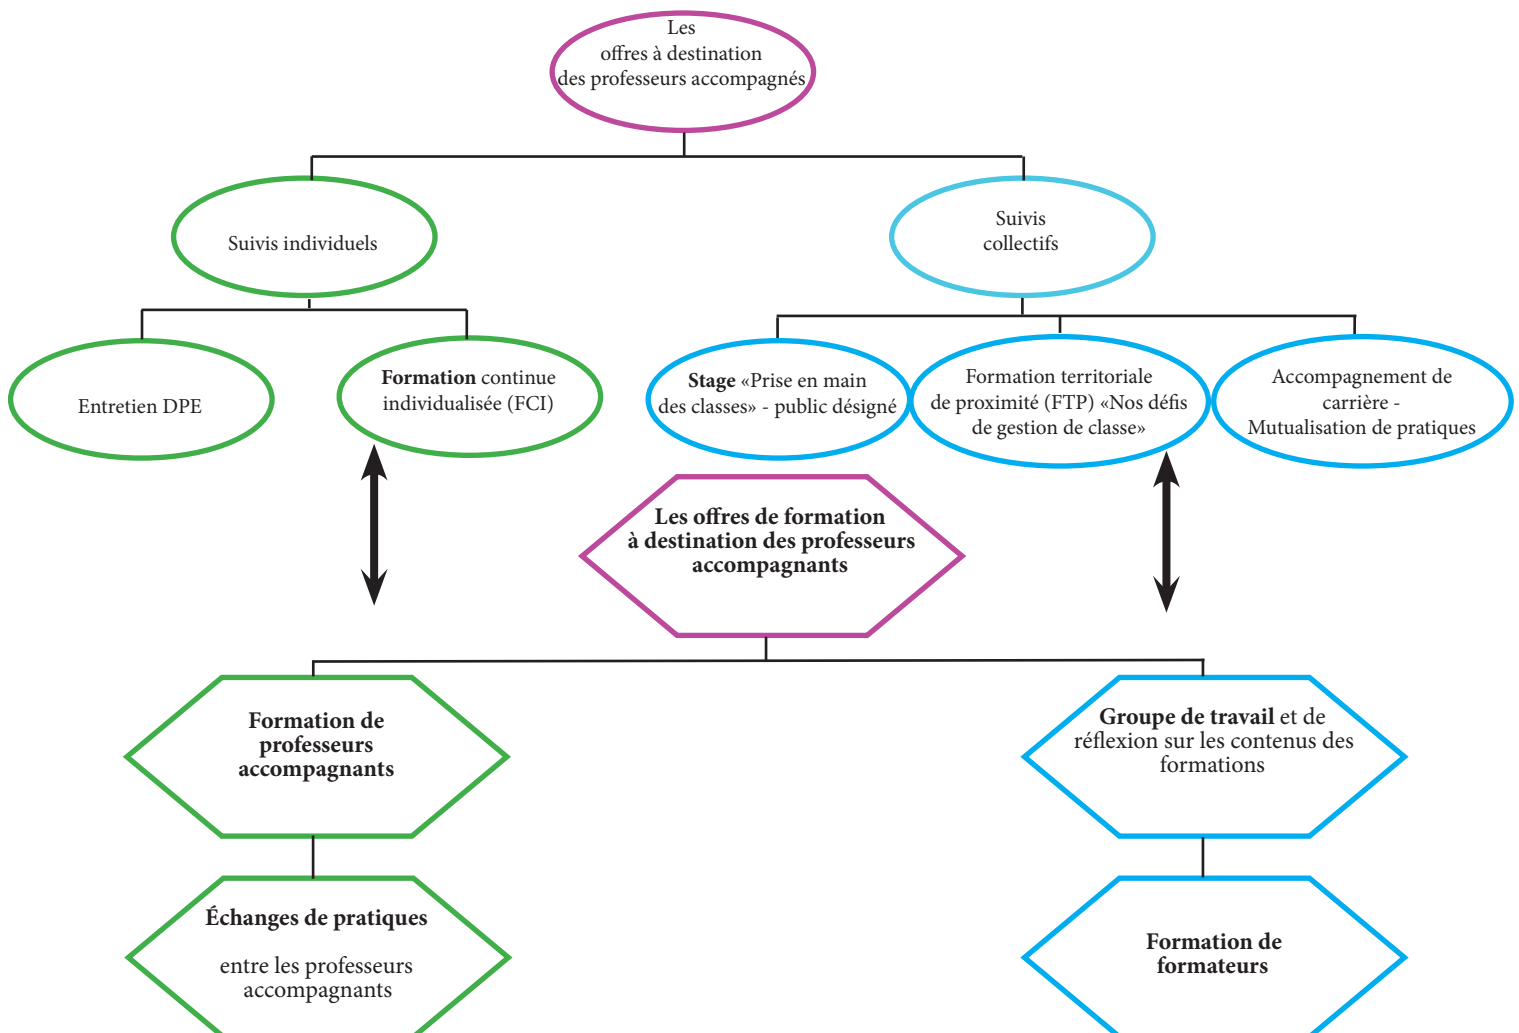 Les
offres à destination
des professeurs accompagnés
Suivis individuels
Suivis
collectifs
Entretien DPE
Formation continue
individualisée (FCI)
Stage «Prise en main
des classes» - public désigné
Formation territoriale
de proximité (FTP) «Nos défis
de gestion de classe»
Accompagnement de
carrière -
Mutualisation de pratiques
Les offres de formation
à destination des professeurs
accompagnants
Formation de
professeurs
accompagnants
Groupe de travail et de
réflexion sur les contenus des
formations
Échanges de pratiques
entre les professeurs
accompagnants
Formation de
formateurs